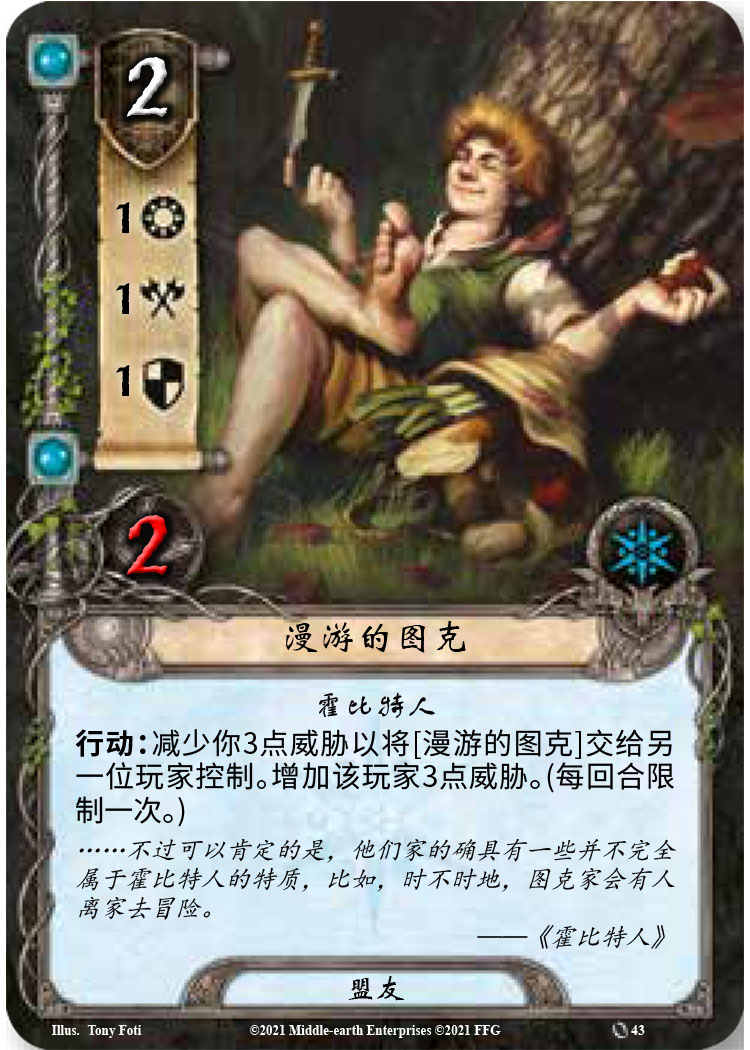 2
1
1
1
2
漫游的图克
霍比特人
行动：减少你3点威胁以将[漫游的图克]交给另
一位玩家控制。增加该玩家3点威胁。(每回合限
制一次。)
……不过可以肯定的是，他们家的确具有一些并不完全
属于霍比特人的特质，比如，时不时地，图克家会有人
离家去冒险。
——《霍比特人》
盟友
Illus. Tony Foti
©2021 Middle-earth Enterprises ©2021 FFG
43